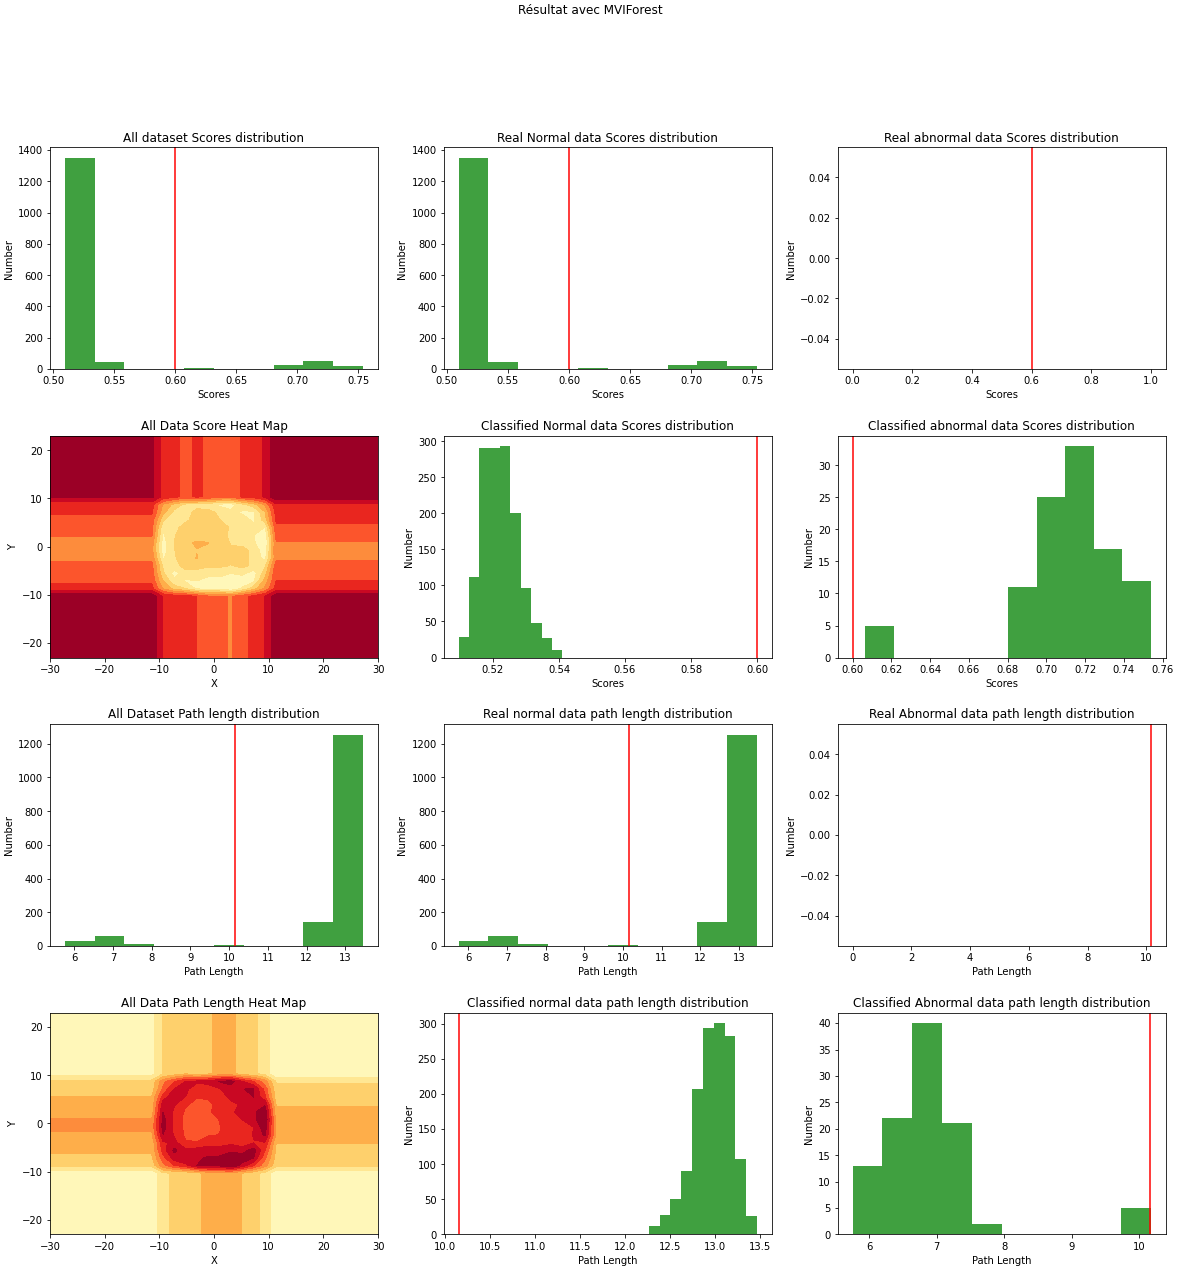 Résultat avec MVIForest
All dataset Scores distribution
Number
1400
1200
1000
800
600
400
200
0
0.50 0.55 0.60 0.65 0.70 0.75
Scores
Real Normal data Scores distribution
Number
1400
1200
1000
800
600
400
200
0
0.50 0.55 0.60 0.65 0.70 0.75
Scores
Real abnormal data Scores distribution
Number
0.04
0.02
0.00
−0.02
−0.04
0.0 0.2 0.4 0.6 0.8 1.0
Scores
All Data Score Heat Map
Y
20
10
0
−10
−20
−30 −20 −10 0 10 20 30
X
Classified Normal data Scores distribution
Number
300
250
200
150
100
50
0
0.52 0.54 0.56 0.58 0.60
Scores
Classified abnormal data Scores distribution
Number
30
25
20
15
10
5
0
0.60 0.62 0.64 0.66 0.68 0.70 0.72 0.74 0.76
Scores
All Dataset Path length distribution
Number
1200
1000
800
600
400
200
0
6 7 8 9 10 11 12 13
Path Length
Real normal data path length distribution
Number
1200
1000
800
600
400
200
0
6 7 8 9 10 11 12 13
Path Length
Real Abnormal data path length distribution
Number
0.04
0.02
0.00
−0.02
−0.04
0 2 4 6 8 10
Path Length
All Data Path Length Heat Map
Y
20
10
0
−10
−20
−30 −20 −10 0 10 20 30
X
Classified normal data path length distribution
Number
300
250
200
150
100
50
0
10.0 10.5 11.0 11.5 12.0 12.5 13.0 13.5
Path Length
Classified Abnormal data path length distribution
Number
40
35
30
25
20
15
10
5
0
6 7 8 9 10
Path Length